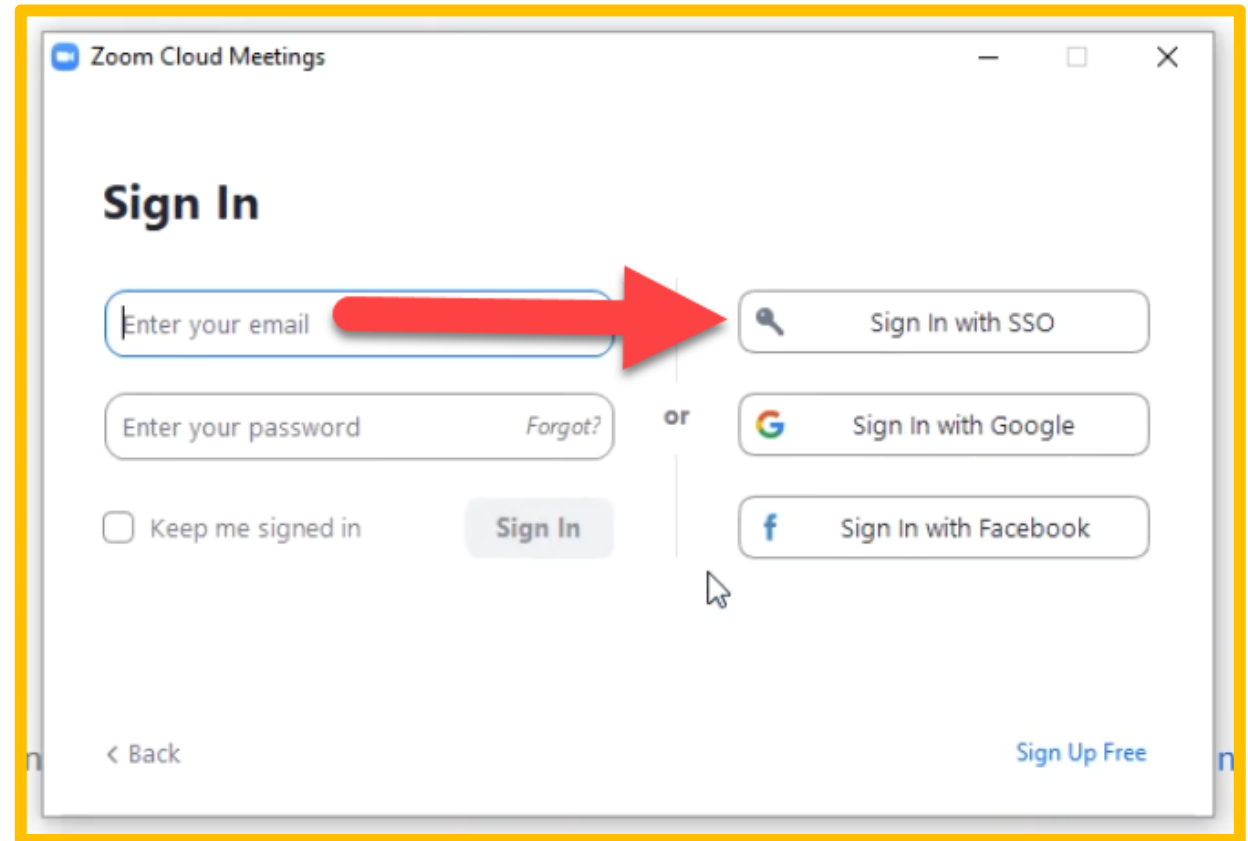 Zoom Cloud Meetings
Sign In
Enter your email
Enter your password
Forgot?
Keep me signed in
Sign In
or
Sign In with SSO
Sign In with Google
Sign In with Facebook
n
< Back
Sign Up Free
n